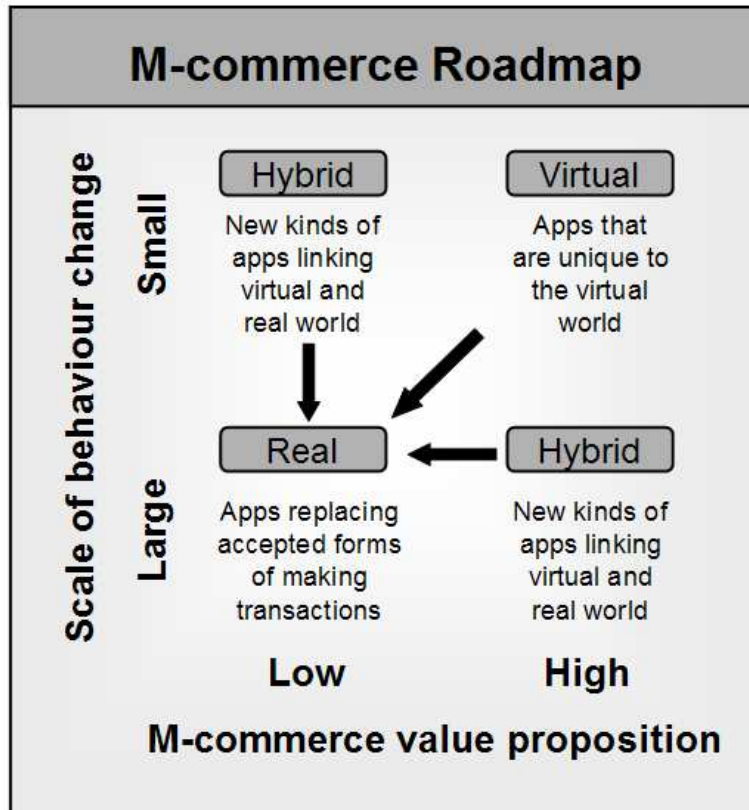 M-commerce Roadmap
Scale of behaviour change
Small
Hybrid
New kinds of
apps linking
virtual and
real world
Virtual
Apps that
are unique to
the virtual
world
Large
Real
Apps replacing
accepted forms
of making
transactions
Hybrid
New kinds of
apps linking
virtual and
real world
Low
High
M-commerce value proposition